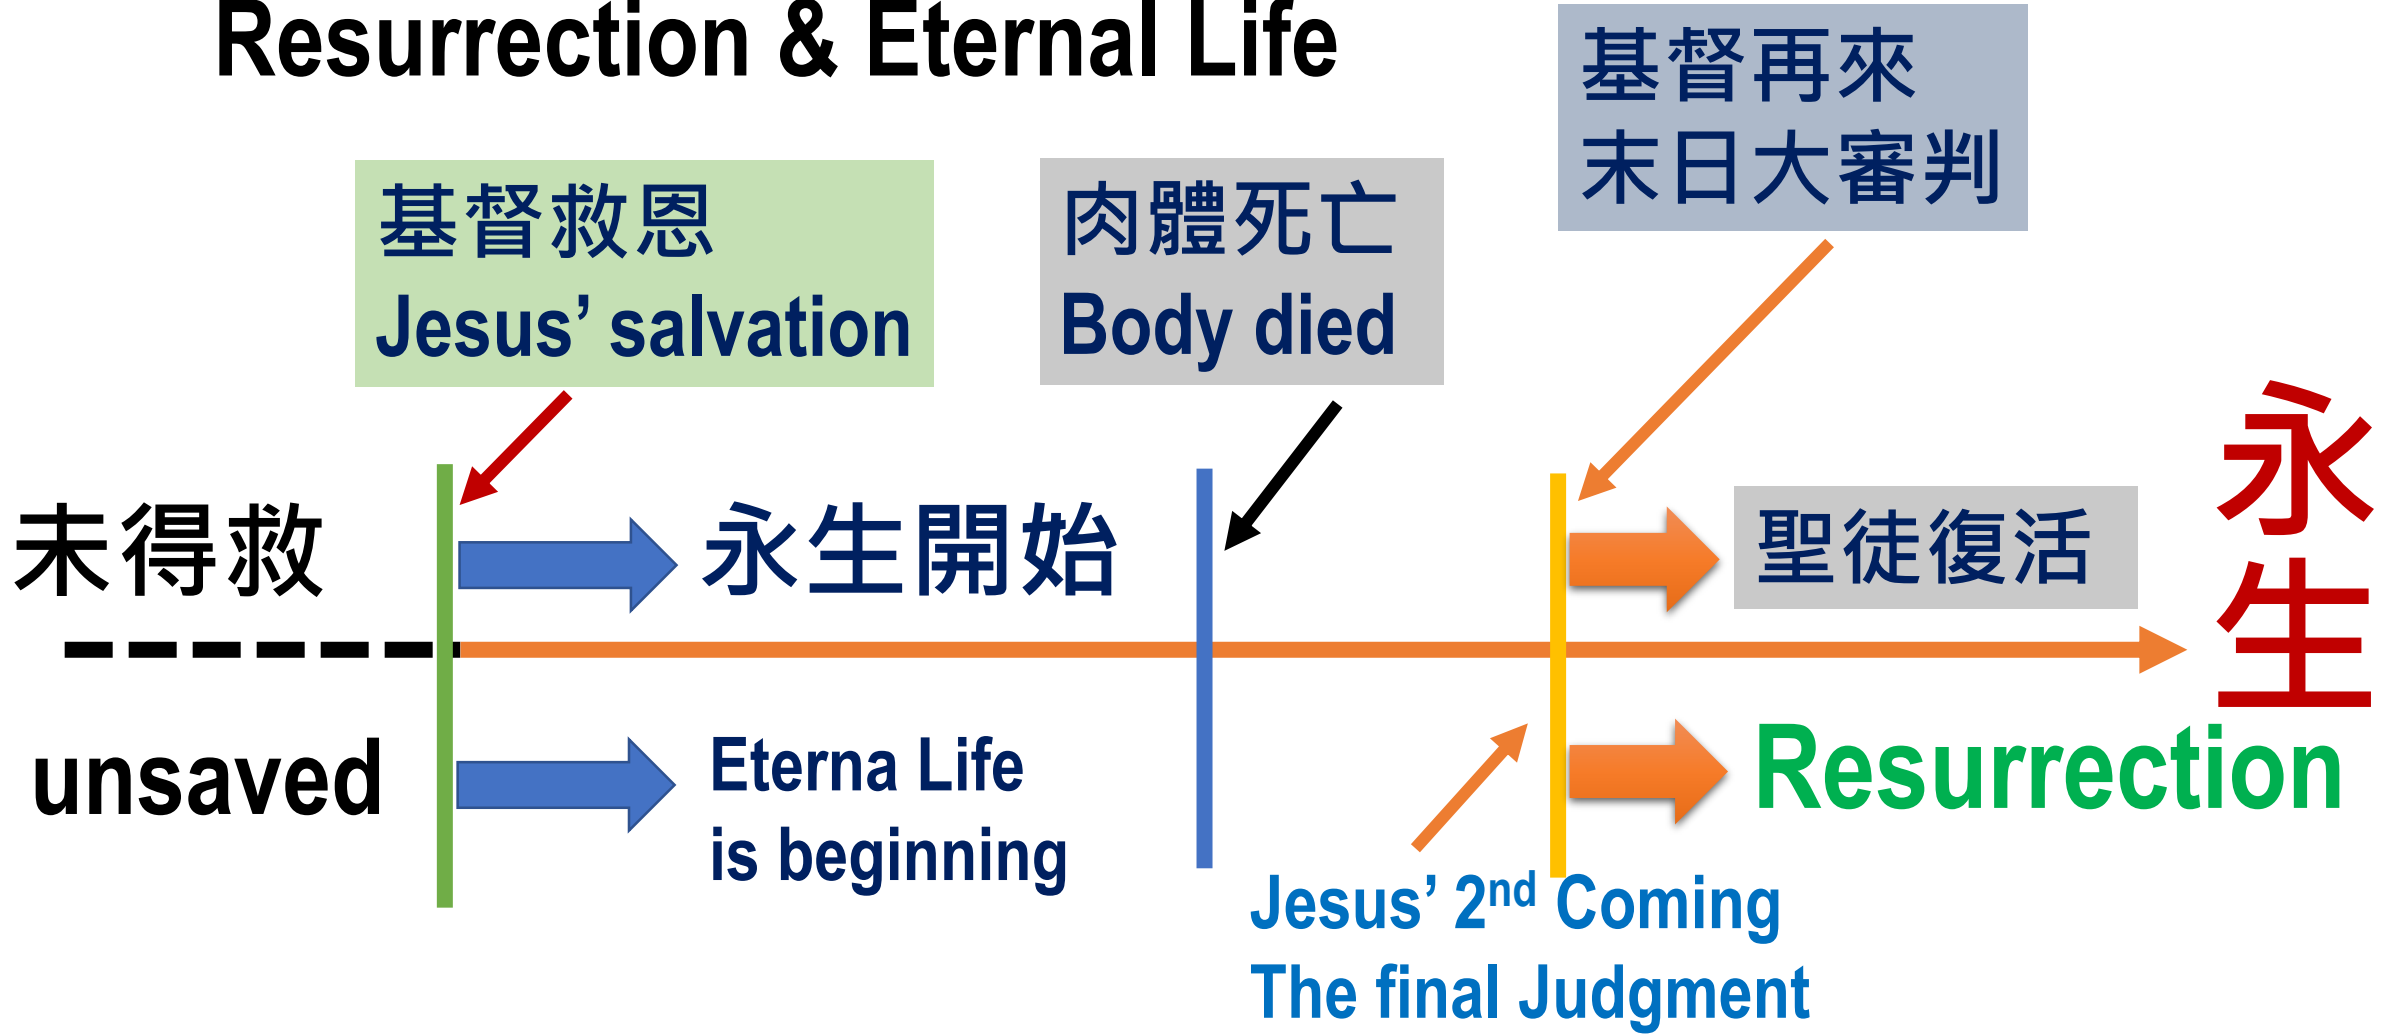 Resurrection & Eternal Life
基督再來
末日大審判
基督救恩
Jesus’ salvation
肉體死亡
Body died
未得救
永生開始
聖徒復活
永
生
unsaved
Eterna Life
is beginning
Resurrection
Jesus’ 2nd Coming
The final Judgment